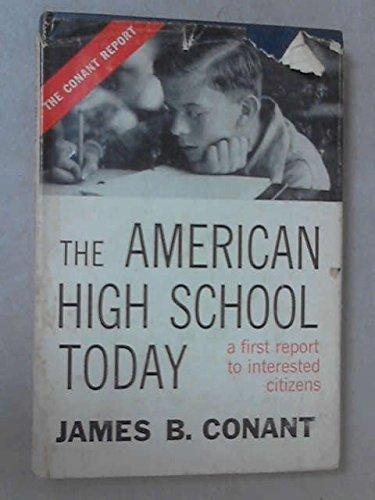 THE CONANT REPORT
THE AMERICAN
HIGH SCHOOL
TODAY
a first report
to interested
citizens
JAMES B. CONANT